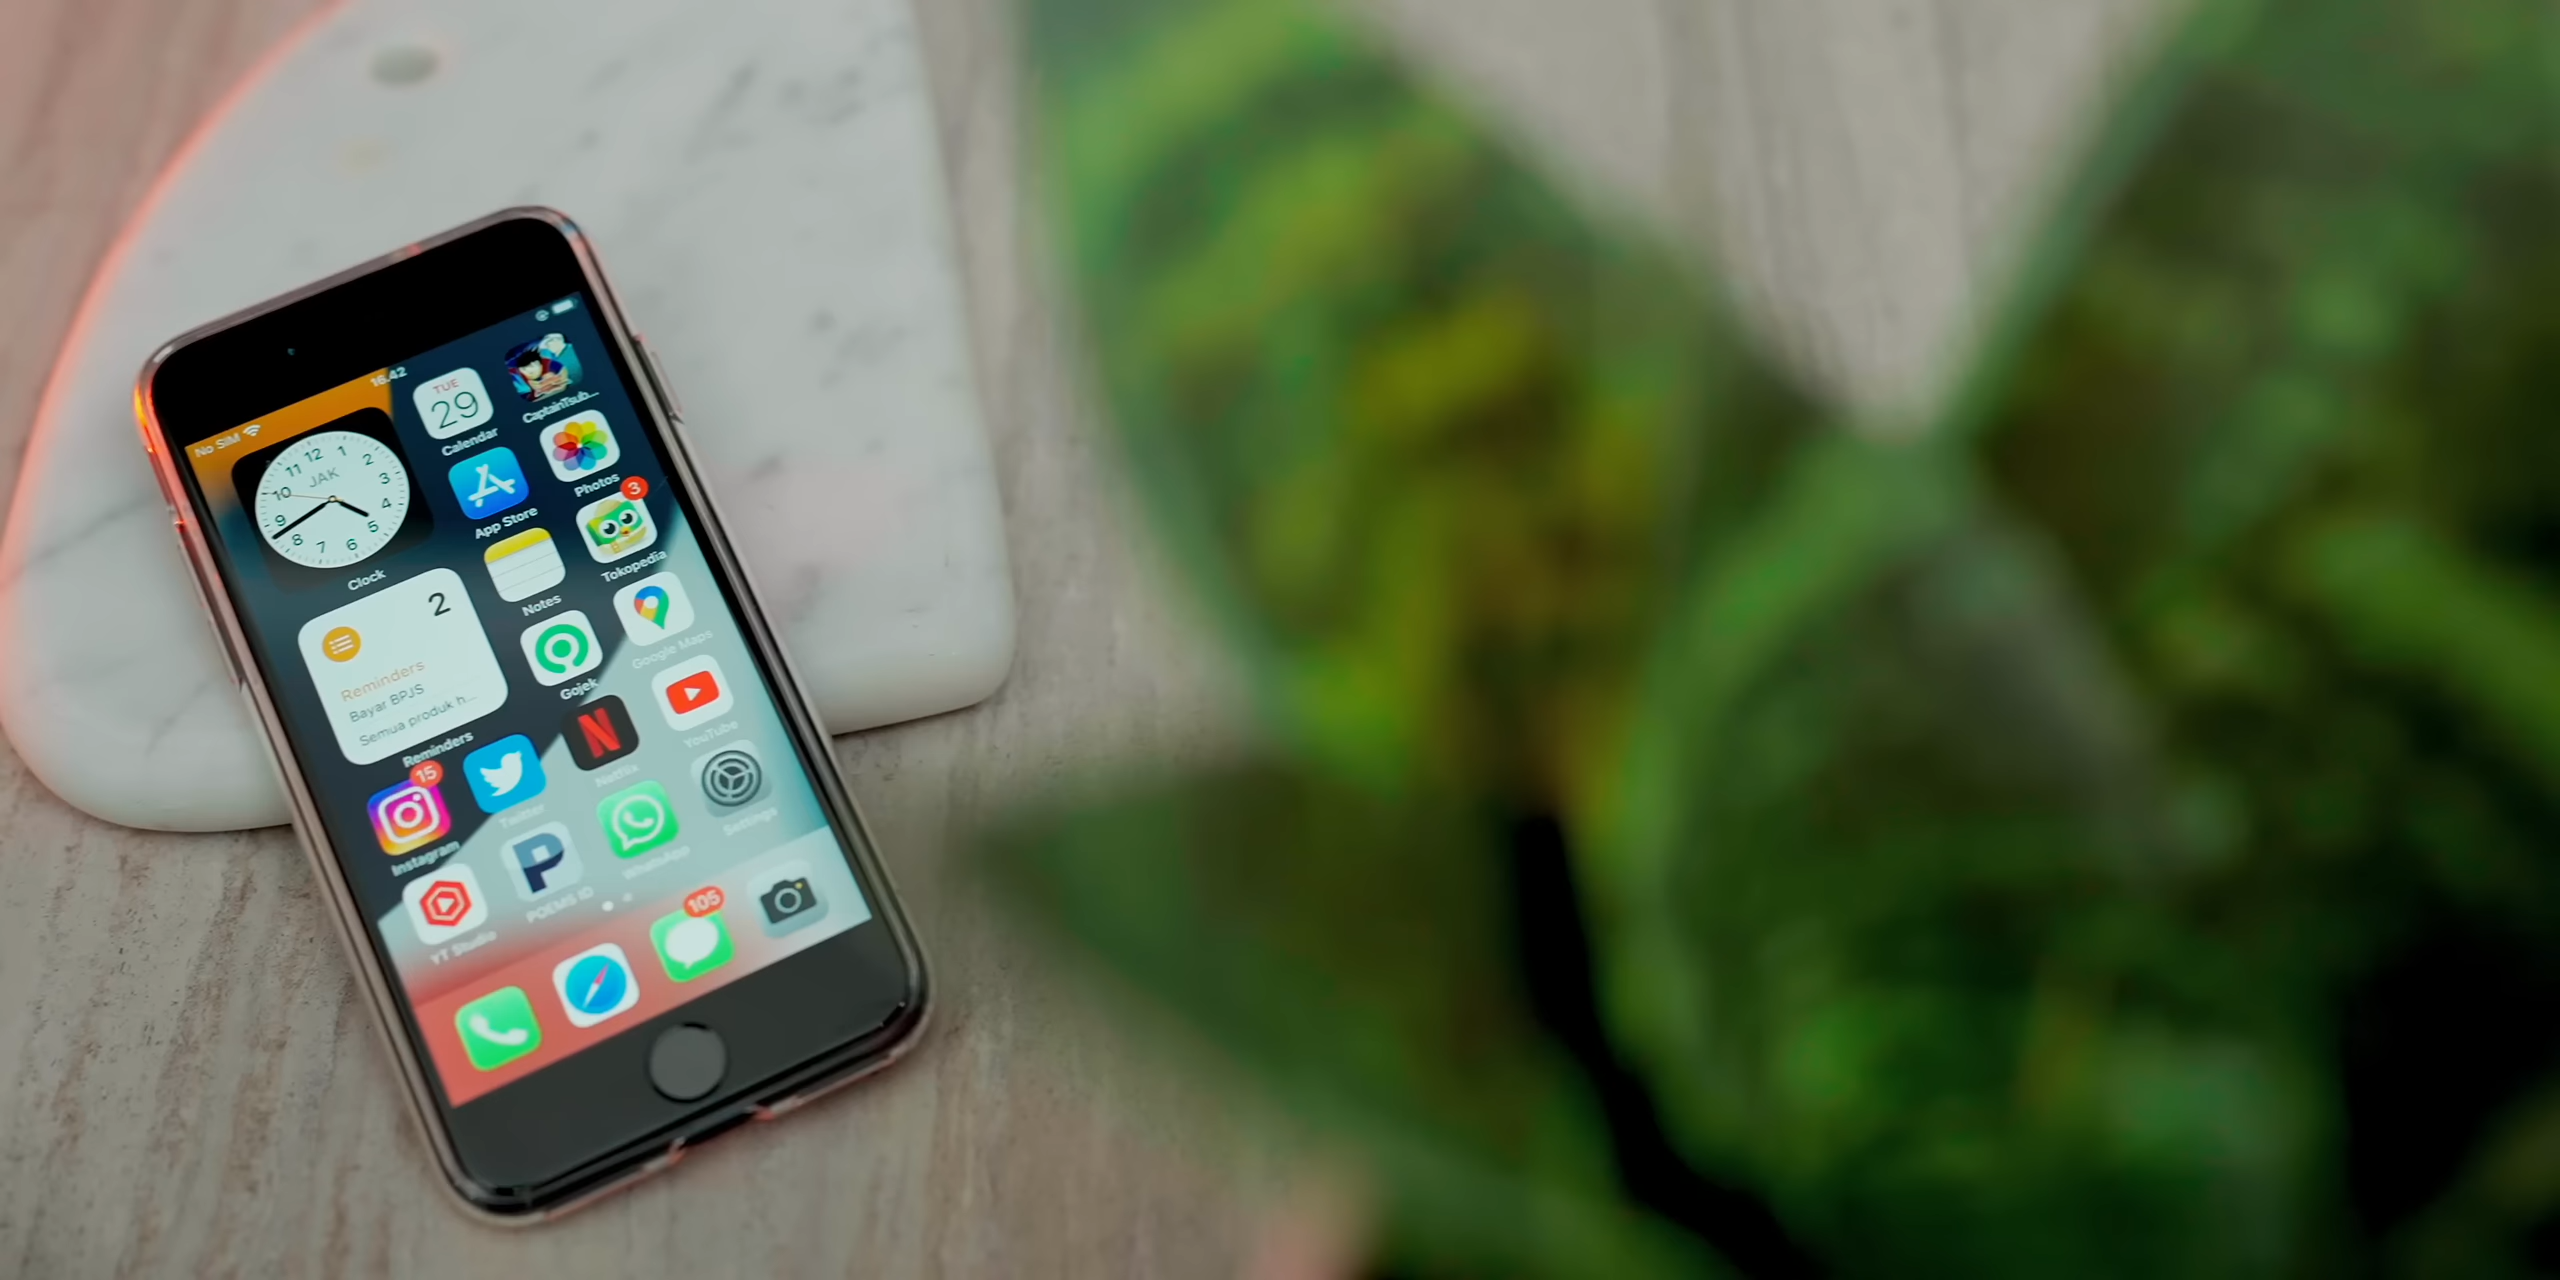 No SIM 16.42
12
1
2
3
4
5
6
7
8
9
10
11
JAK
Clock
TUE
29
Calendar
CaptainTsub...
App Store
Photos
2
Reminders
Bayar BPJS
Semua produk h...
Reminders
Notes
3
Tokopedia
Gojek
Google Maps
15
Instagram
Twitter
N
Netflix
YouTube
YT Studio
P
POEMS ID
WhatsApp
Settings
105